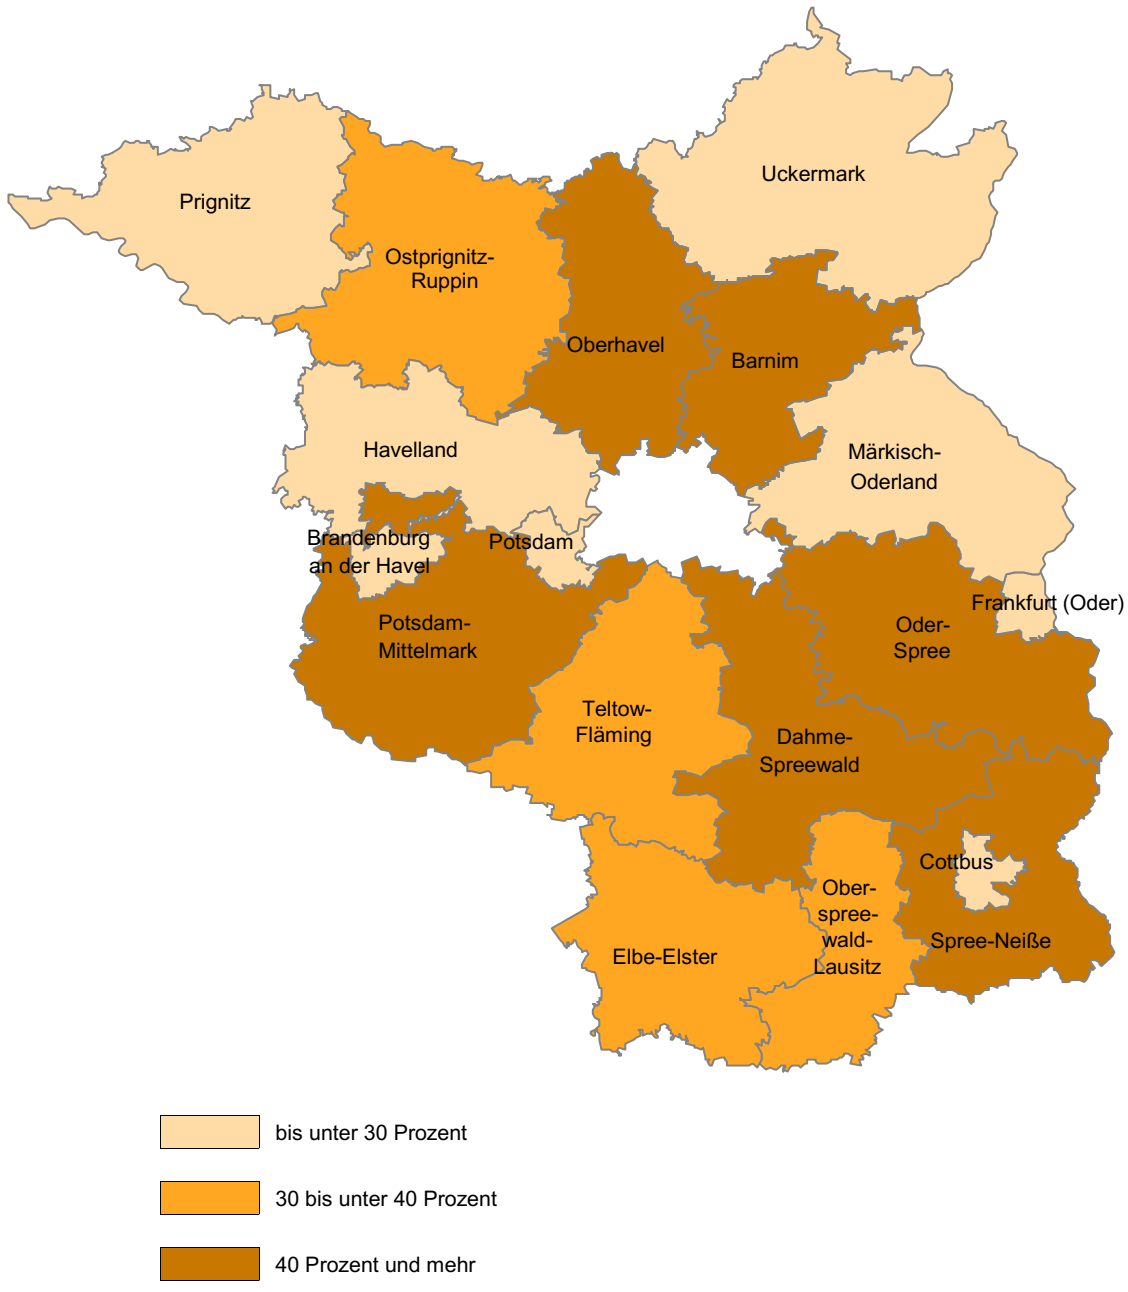 Uckermark
Prignitz
Ostprignitz-
Ruppin
Oberhavel
Barnim
Havelland
Märkisch-
Oderland
Brandenburg
an der Havel
Potsdam
Frankfurt (Oder)
Potsdam-
Mittelmark
Oder-
Spree
Teltow-
Fläming
Dahme-
Spreewald
Cottbus
Ober-
spree-
wald-
Lausitz
Spree-Neiße
Elbe-Elster
bis unter 30 Prozent
30 bis unter 40 Prozent
40 Prozent und mehr